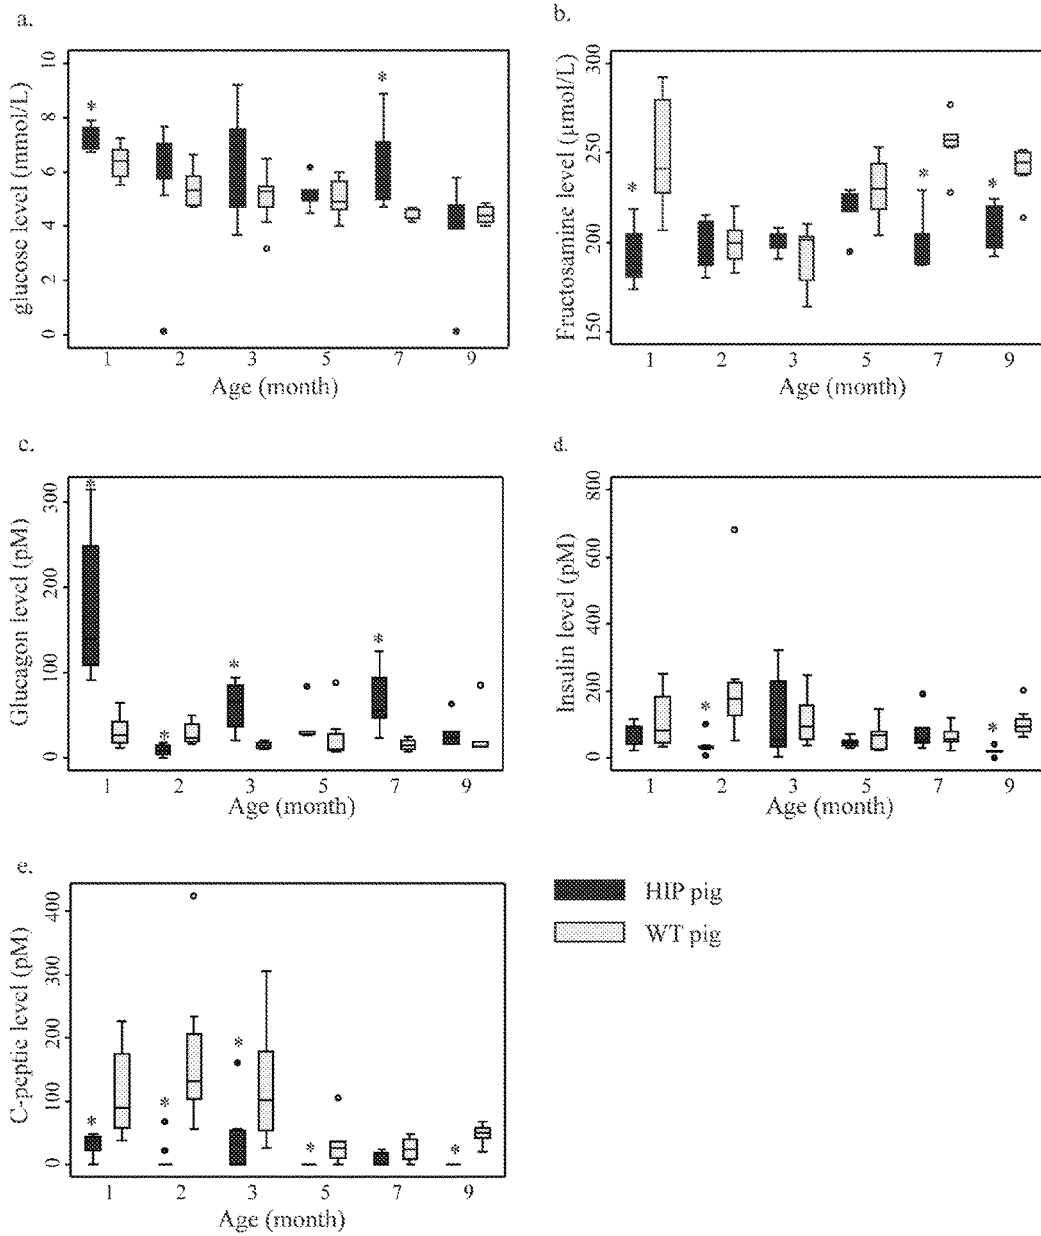 a.
glucose level (mmol/L)
10
8
6
4
2
0
*
*
1 2 3 5 7 9
Age (month)
b.
Fructosamine level (μmol/L)
300
250
200
150
*
*
*
1 2 3 5 7 9
Age (month)
c.
Glucagon level (pM)
300
200
100
0
*
*
*
*
1 2 3 5 7 9
Age (month)
d.
Insulin level (pM)
800
600
400
200
0
*
*
1 2 3 5 7 9
Age (month)
e.
C-peptie level (pM)
400
300
200
100
0
*
*
*
*
*
1 2 3 5 7 9
Age (month)
HIP pig
WT pig